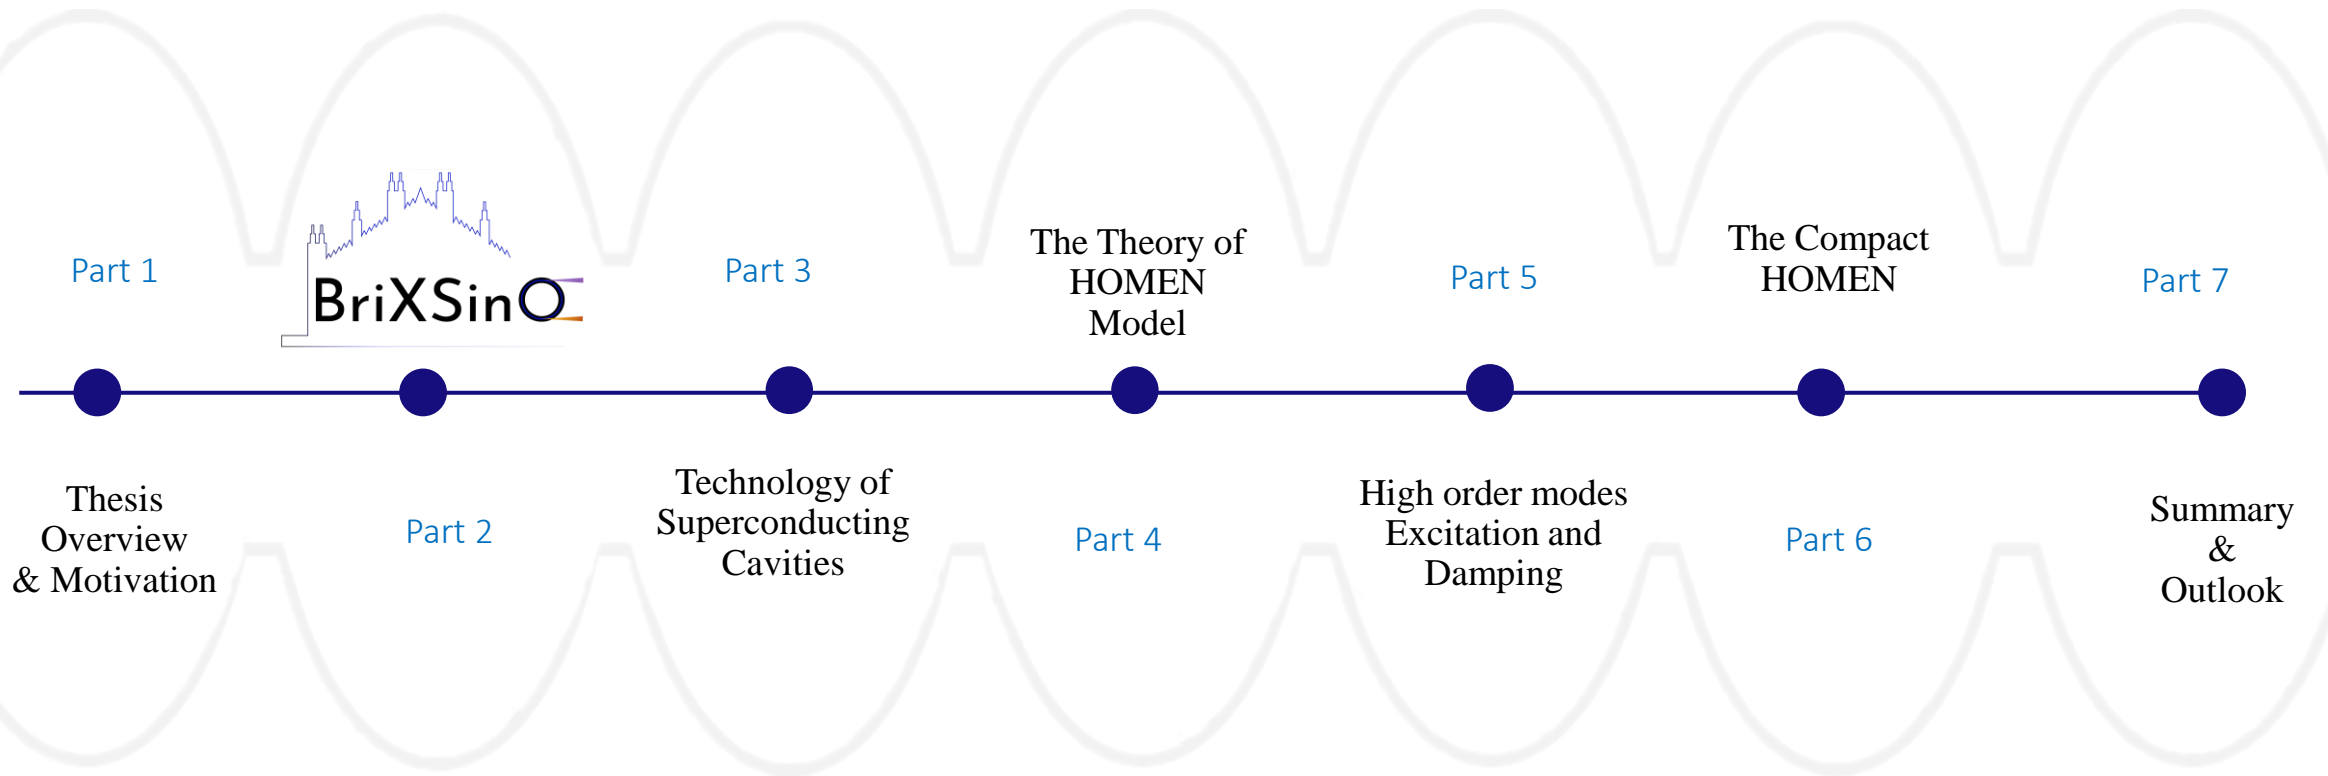 Part 1
Thesis
Overview
& Motivation
BriXSinO
Part 2
Part 3
Technology of
Superconducting
Cavities
The Theory of
HOMEN
Model
Part 4
Part 5
High order modes
Excitation and
Damping
The Compact
HOMEN
Part 6
Part 7
Summary
&
Outlook